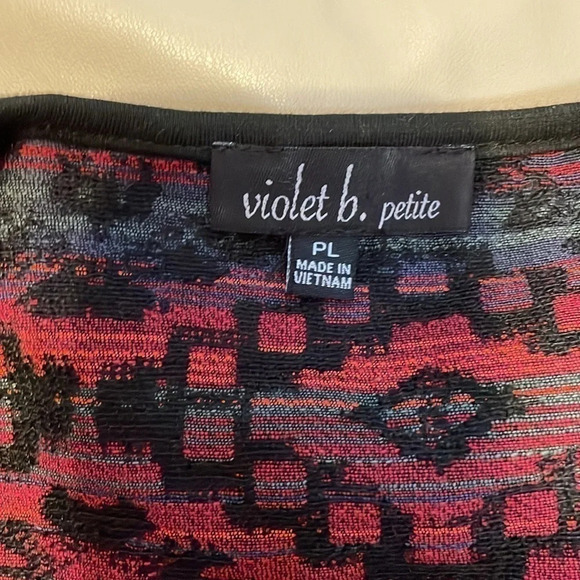 violet b. petite
PL
MADE IN
VIETNAM